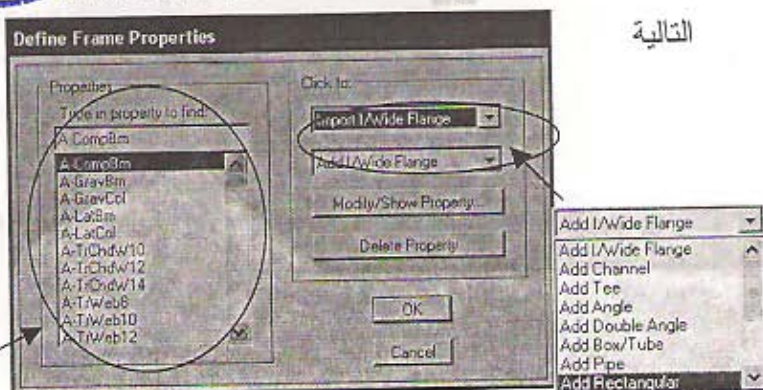 التالية
Define Frame Properties
Properties
Type in property to find:
A-CompBm
A-CompBm
A-GravBm
A-GravCol
A-LatBm
A-LatCol
A-TrChdW10
A-TrChdW12
A-TrChdW14
A-TrWeb8
A-TrWeb10
A-TrWeb12
Click to:
Import I/Wide Flange
Add I/Wide Flange
Modify/Show Property...
Delete Property
OK
Cancel
Add I/Wide Flange
Add I/Wide Flange
Add Channel
Add Tee
Add Angle
Add Double Angle
Add Box/Tube
Add Pipe
Add Rectangular